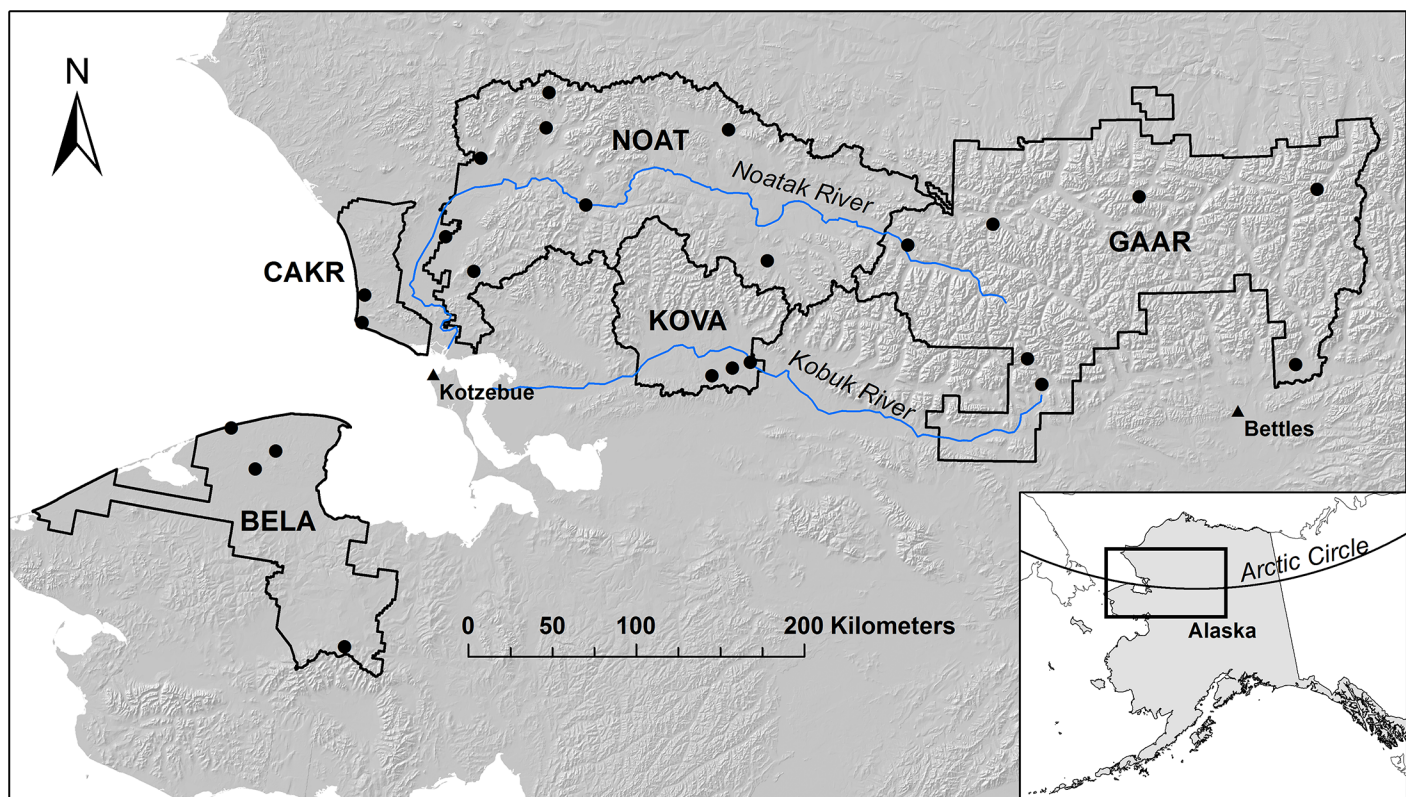 N
NOAT
Noatak River
GAAR
CAKR
KOVA
Kobuk River
Kotzebue
Bettles
BELA
0 50 100 200 Kilometers
Arctic Circle
Alaska